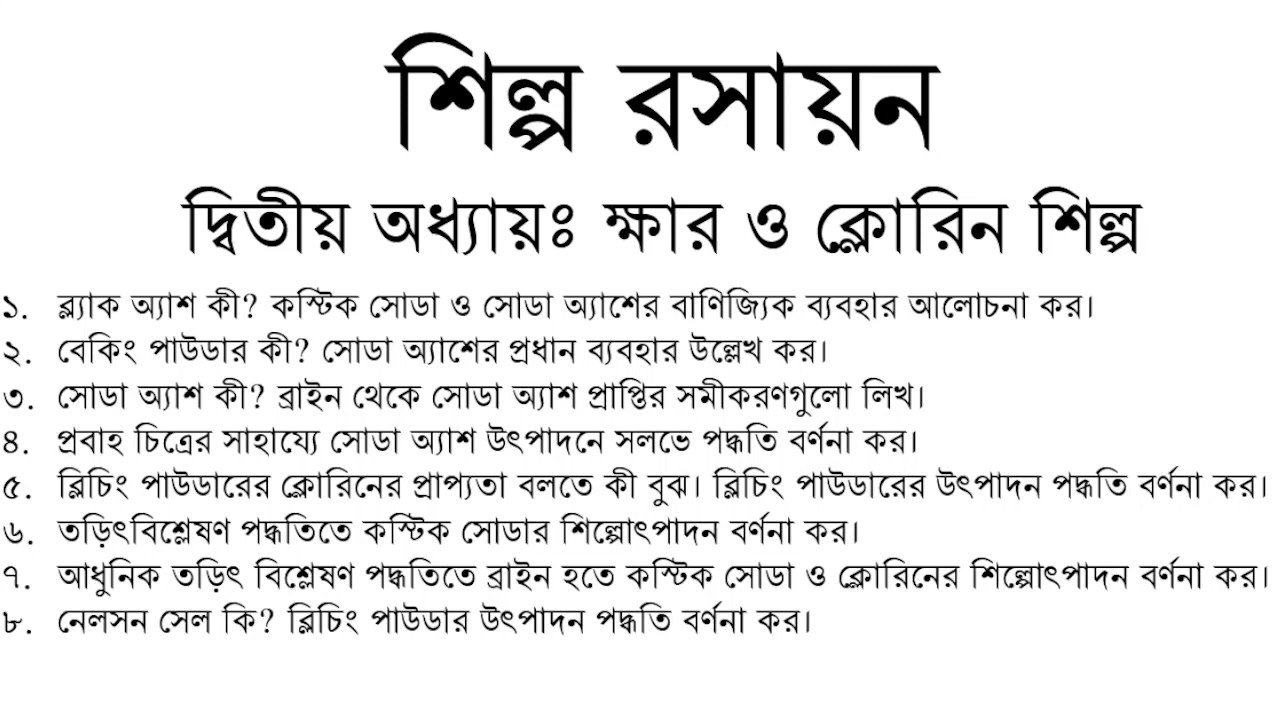 শিল্প রসায়ন
দ্বিতীয় অধ্যায়ঃ ক্ষার ও ক্লোরিন শিল্প
১. ব্ল্যাক অ্যাশ কী? কস্টিক সোডা ও সোডা অ্যাশের বাণিজ্যিক ব্যবহার আলোচনা কর।
২. বেকিং পাউডার কী? সোডা অ্যাশের প্রধান ব্যবহার উল্লেখ কর।
৩. সোডা অ্যাশ কী? ব্রাইন থেকে সোডা অ্যাশ প্রাপ্তির সমীকরণগুলো লিখ।
৪. প্রবাহ চিত্রের সাহায্যে সোডা অ্যাশ উৎপাদনে সলভে পদ্ধতি বর্ণনা কর।
৫. ব্লিচিং পাউডারের ক্লোরিনের প্রাপ্যতা বলতে কী বুঝ। ব্লিচিং পাউডারের উৎপাদন পদ্ধতি বর্ণনা কর।
৬. তড়িৎবিশ্লেষণ পদ্ধতিতে কস্টিক সোডার শিল্পোৎপাদন বর্ণনা কর।
৭. আধুনিক তড়িৎ বিশ্লেষণ পদ্ধতিতে ব্রাইন হতে কস্টিক সোডা ও ক্লোরিনের শিল্পোৎপাদন বর্ণনা কর।
৮. নেলসন সেল কি? ব্লিচিং পাউডার উৎপাদন পদ্ধতি বর্ণনা কর।